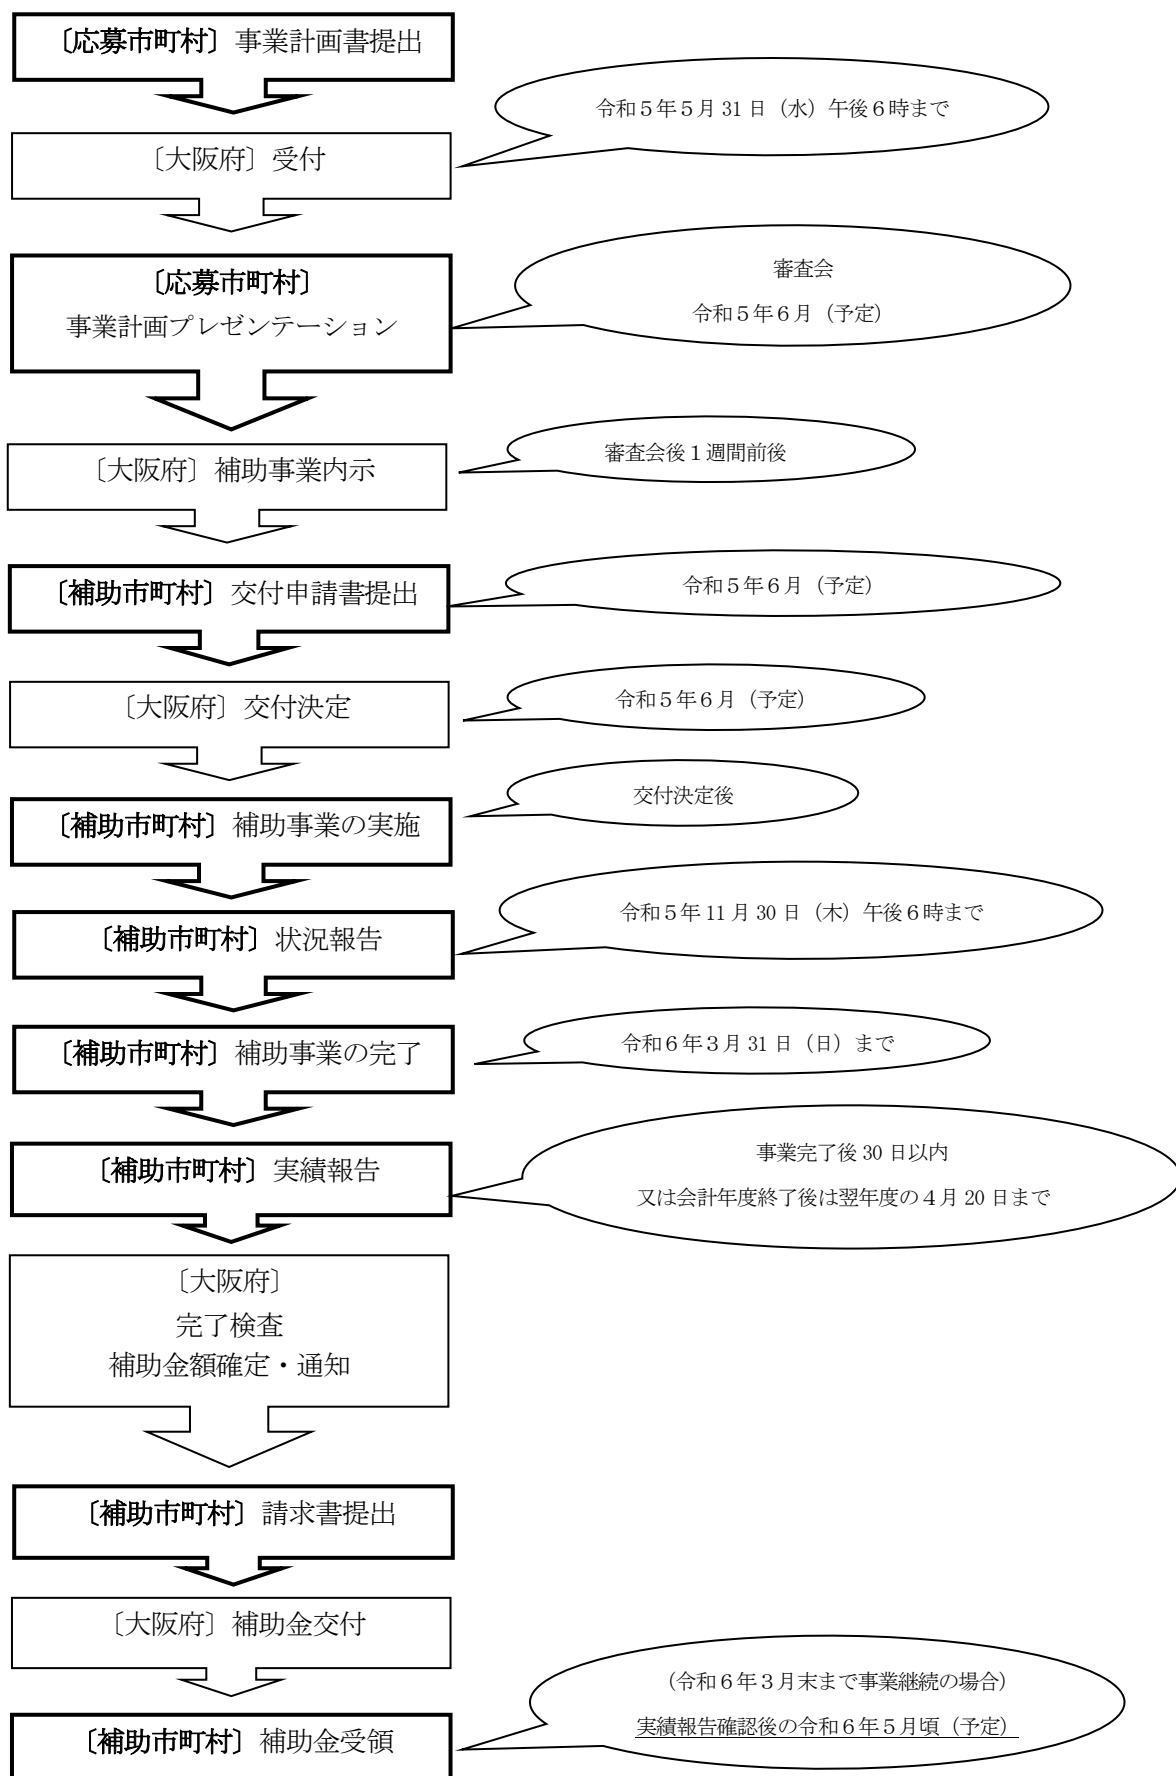 〔応募市町村〕事業計画書提出
令和５年５月 31 日（水）午後６時まで
〔大阪府〕受付
〔応募市町村〕
事業計画プレゼンテーション
審査会
令和５年６月（予定）
〔大阪府〕補助事業内示
審査会後１週間前後
〔補助市町村〕交付申請書提出
令和５年６月（予定）
〔大阪府〕交付決定
令和５年６月（予定）
交付決定後
〔補助市町村〕補助事業の実施
〔補助市町村〕状況報告
令和５年 11 月 30 日（木）午後６時まで
〔補助市町村〕補助事業の完了
令和６年３月 31 日（日）まで
〔補助市町村〕実績報告
事業完了後 30 日以内
又は会計年度終了後は翌年度の４月 20 日まで
〔大阪府〕
完了検査
補助金額確定・通知
〔補助市町村〕請求書提出
〔大阪府〕補助金交付
（令和６年３月末まで事業継続の場合）
実績報告確認後の令和６年５月頃（予定）
〔補助市町村〕補助金受領